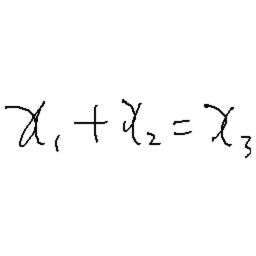 x₁ + x₂ = x₃